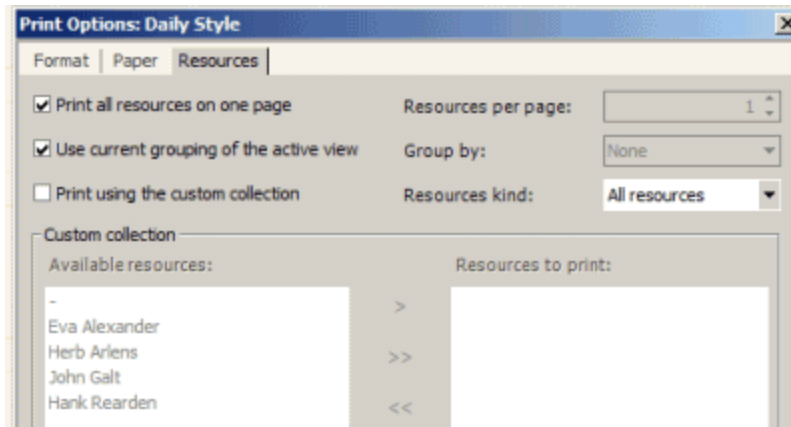 Print Options: Daily Style
Format Paper Resources
Print all resources on one page Resources per page: 1
Use current grouping of the active view Group by: None
Print using the custom collection Resources kind: All resources
Custom collection
Available resources: Resources to print:
-
Eva Alexander
>
Herb Arlens
>>
John Galt
Hank Rearden
<<